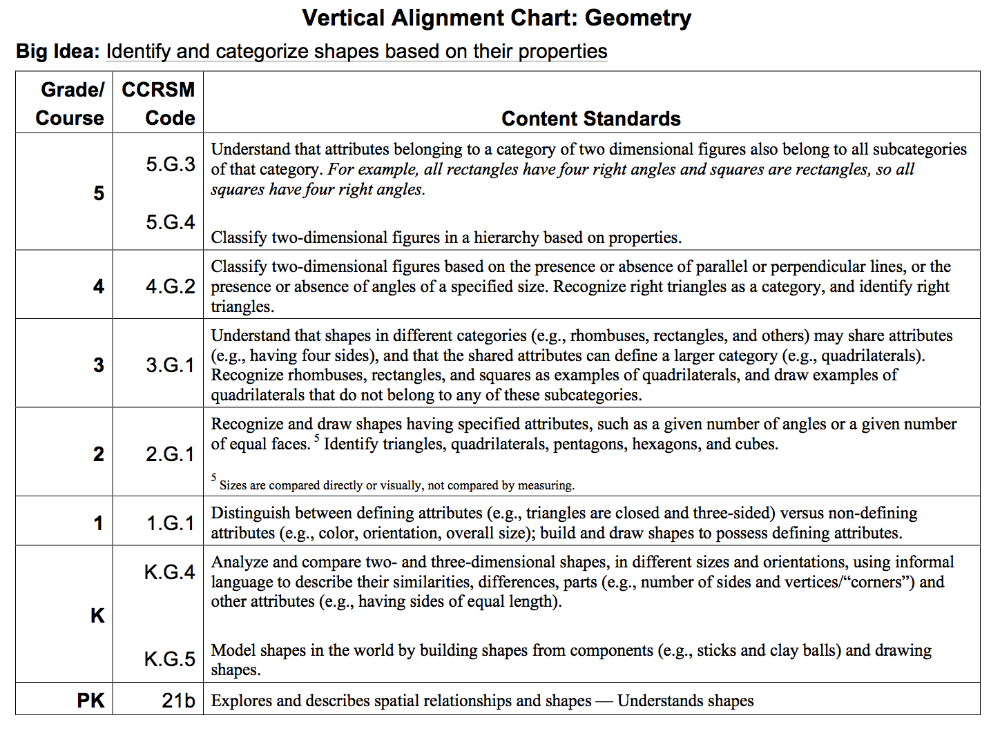 Vertical Alignment Chart: Geometry
Big Idea: Identify and categorize shapes based on their properties
Grade/ Course
CCRSM Code
Content Standards
5
5.G.3
Understand that attributes belonging to a category of two dimensional figures also belong to all subcategories
of that category. For example, all rectangles have four right angles and squares are rectangles, so all
squares have four right angles.
5.G.4
Classify two-dimensional figures in a hierarchy based on properties.
4
4.G.2
Classify two-dimensional figures based on the presence or absence of parallel or perpendicular lines, or the
presence or absence of angles of a specified size. Recognize right triangles as a category, and identify right
triangles.
3
3.G.1
Understand that shapes in different categories (e.g., rhombuses, rectangles, and others) may share attributes
(e.g., having four sides), and that the shared attributes can define a larger category (e.g., quadrilaterals).
Recognize rhombuses, rectangles, and squares as examples of quadrilaterals, and draw examples of
quadrilaterals that do not belong to any of these subcategories.
2
2.G.1
Recognize and draw shapes having specified attributes, such as a given number of angles or a given number
of equal faces. 5 Identify triangles, quadrilaterals, pentagons, hexagons, and cubes.
5 Sizes are compared directly or visually, not compared by measuring.
1
1.G.1
Distinguish between defining attributes (e.g., triangles are closed and three-sided) versus non-defining
attributes (e.g., color, orientation, overall size); build and draw shapes to possess defining attributes.
K
K.G.4
Analyze and compare two- and three-dimensional shapes, in different sizes and orientations, using informal
language to describe their similarities, differences, parts (e.g., number of sides and vertices/“corners”) and
other attributes (e.g., having sides of equal length).
K.G.5
Model shapes in the world by building shapes from components (e.g., sticks and clay balls) and drawing
shapes.
PK
21b
Explores and describes spatial relationships and shapes — Understands shapes